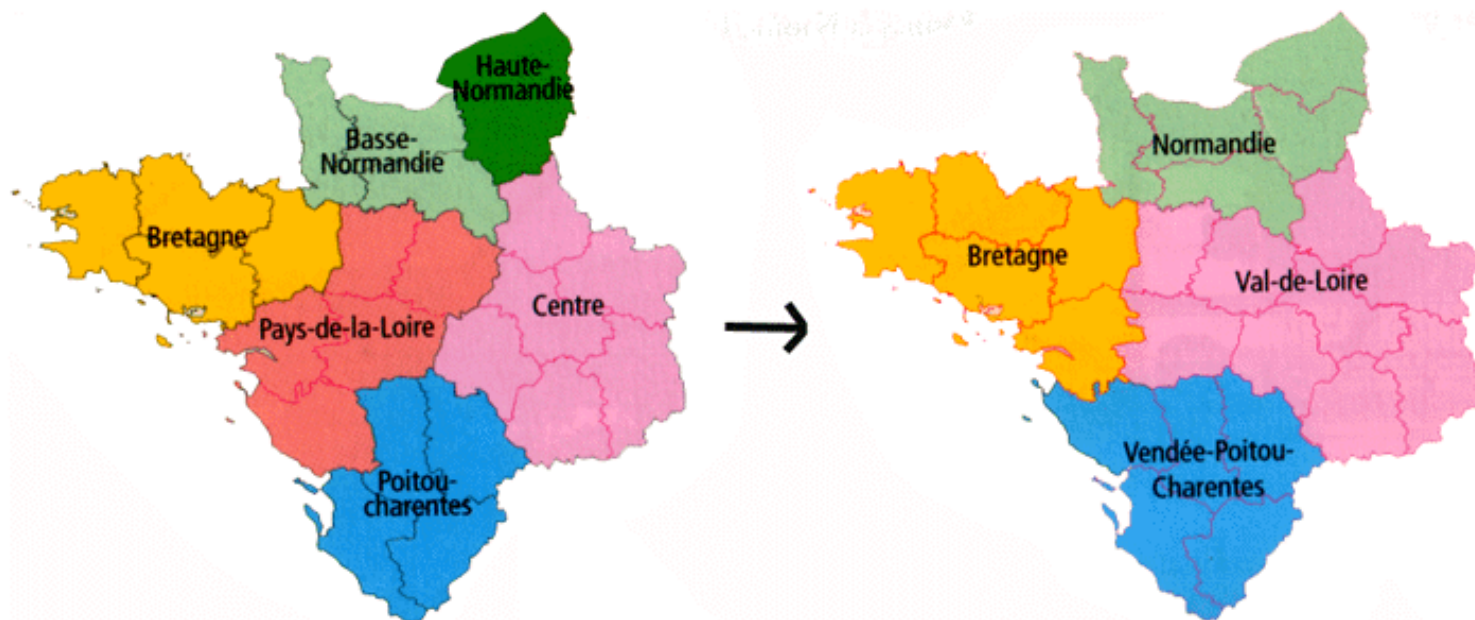 Haute-
Normandie
Basse-
Normandie
Bretagne
Pays-de-la-Loire
Centre
Poitou-
charentes
Normandie
Bretagne
Val-de-Loire
Vendée-Poitou-
Charentes